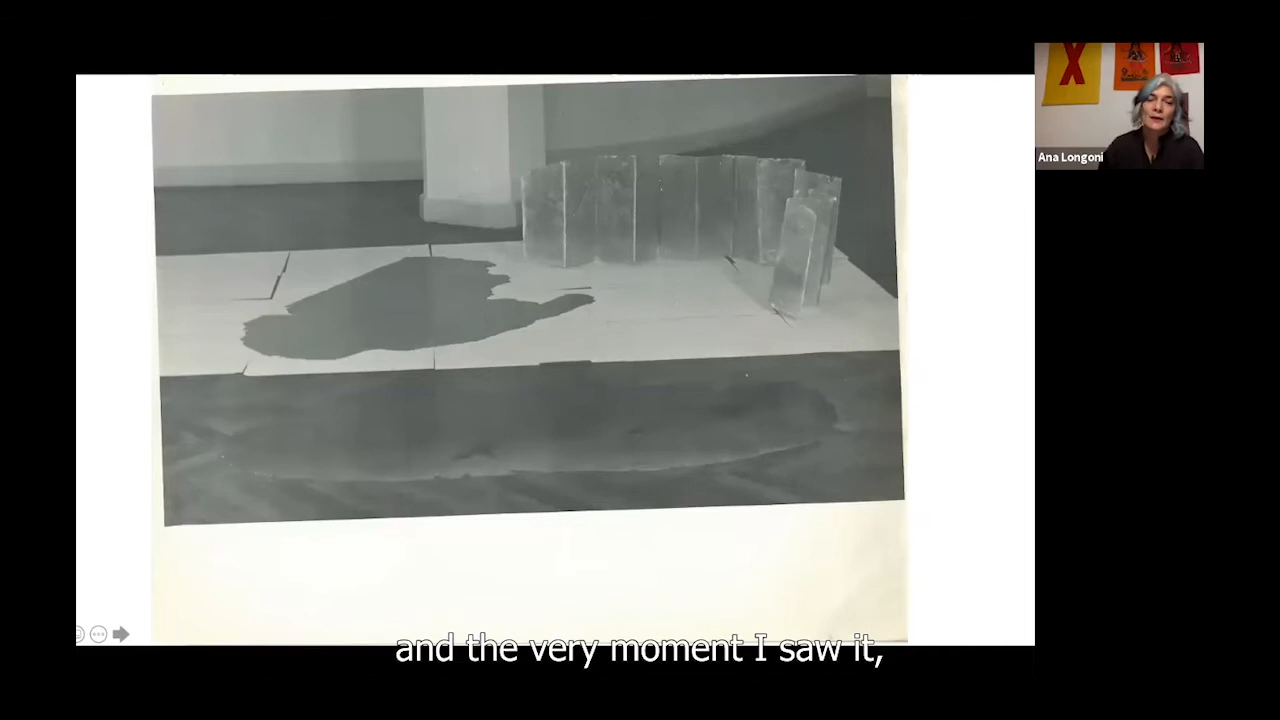 X
Ana Longoni
and the very moment I saw it,